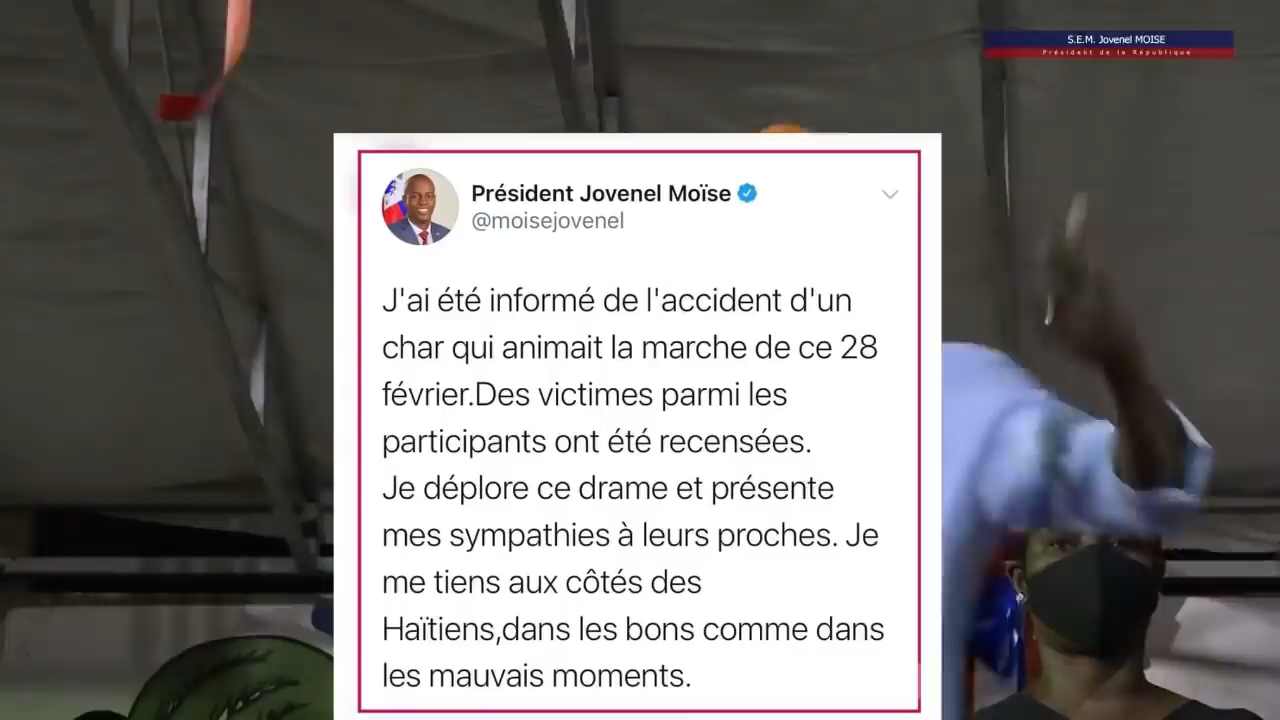 S.E.M. Jovenel MOISE
Président de la République
Président Jovenel Moïse
@moisejovenel
J'ai été informé de l'accident d'un
char qui animait la marche de ce 28
février.Des victimes parmi les
participants ont été recensées.
Je déplore ce drame et présente
mes sympathies à leurs proches. Je
me tiens aux côtés des
Haïtiens,dans les bons comme dans
les mauvais moments.